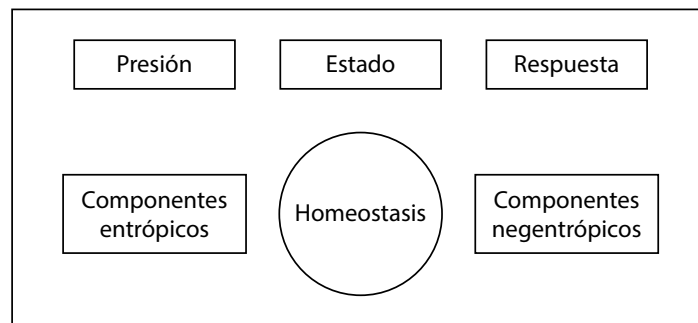 Presión
Estado
Respuesta
Componentes
entrópicos
Homeostasis
Componentes
negentrópicos